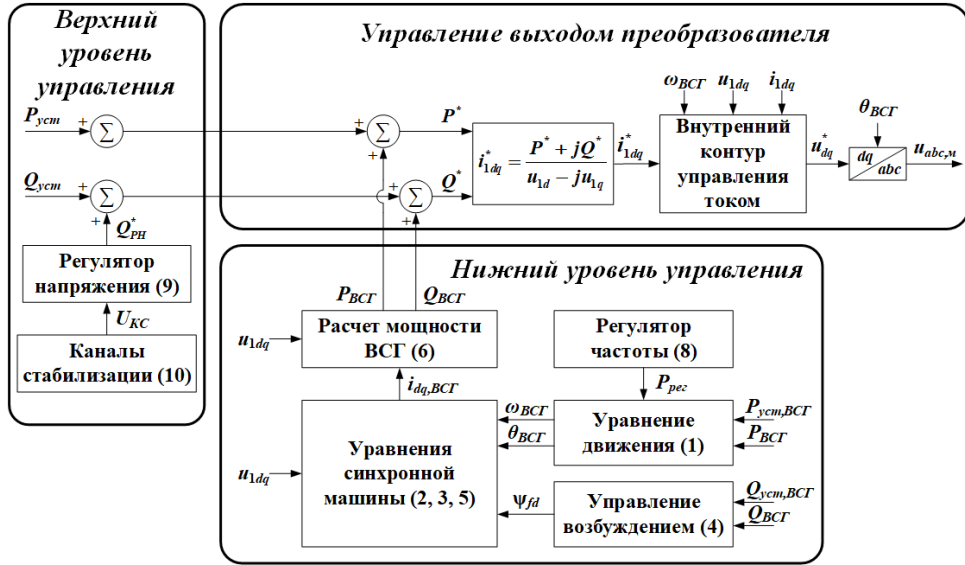 Верхний
уровень
управления
P_уст
+
Σ
Q_уст
+
Σ
+
Q*_РН
Регулятор
напряжения (9)
U_КС
Каналы
стабилизации (10)
Управление выходом преобразователя
+
Σ
+
P*
+
Σ
+
Q*
i*_1dq = (P* + jQ*) / (u_1d − ju_1q)
i*_1dq
ω_ВСГ u_1dq i_1dq
Внутренний
контур
управления
током
u*_dq
θ_ВСГ
dq
abc
u_abc,м
Нижний уровень управления
P_ВСГ Q_ВСГ
u_1dq
Расчет мощности
ВСГ (6)
i_dq,ВСГ
Регулятор
частоты (8)
P_рег
u_1dq
Уравнения
синхронной
машины (2, 3, 5)
ω_ВСГ
θ_ВСГ
Уравнение
движения (1)
P_уст,ВСГ
P_ВСГ
ψ_fd
Управление
возбуждением (4)
Q_уст,ВСГ
Q_ВСГ